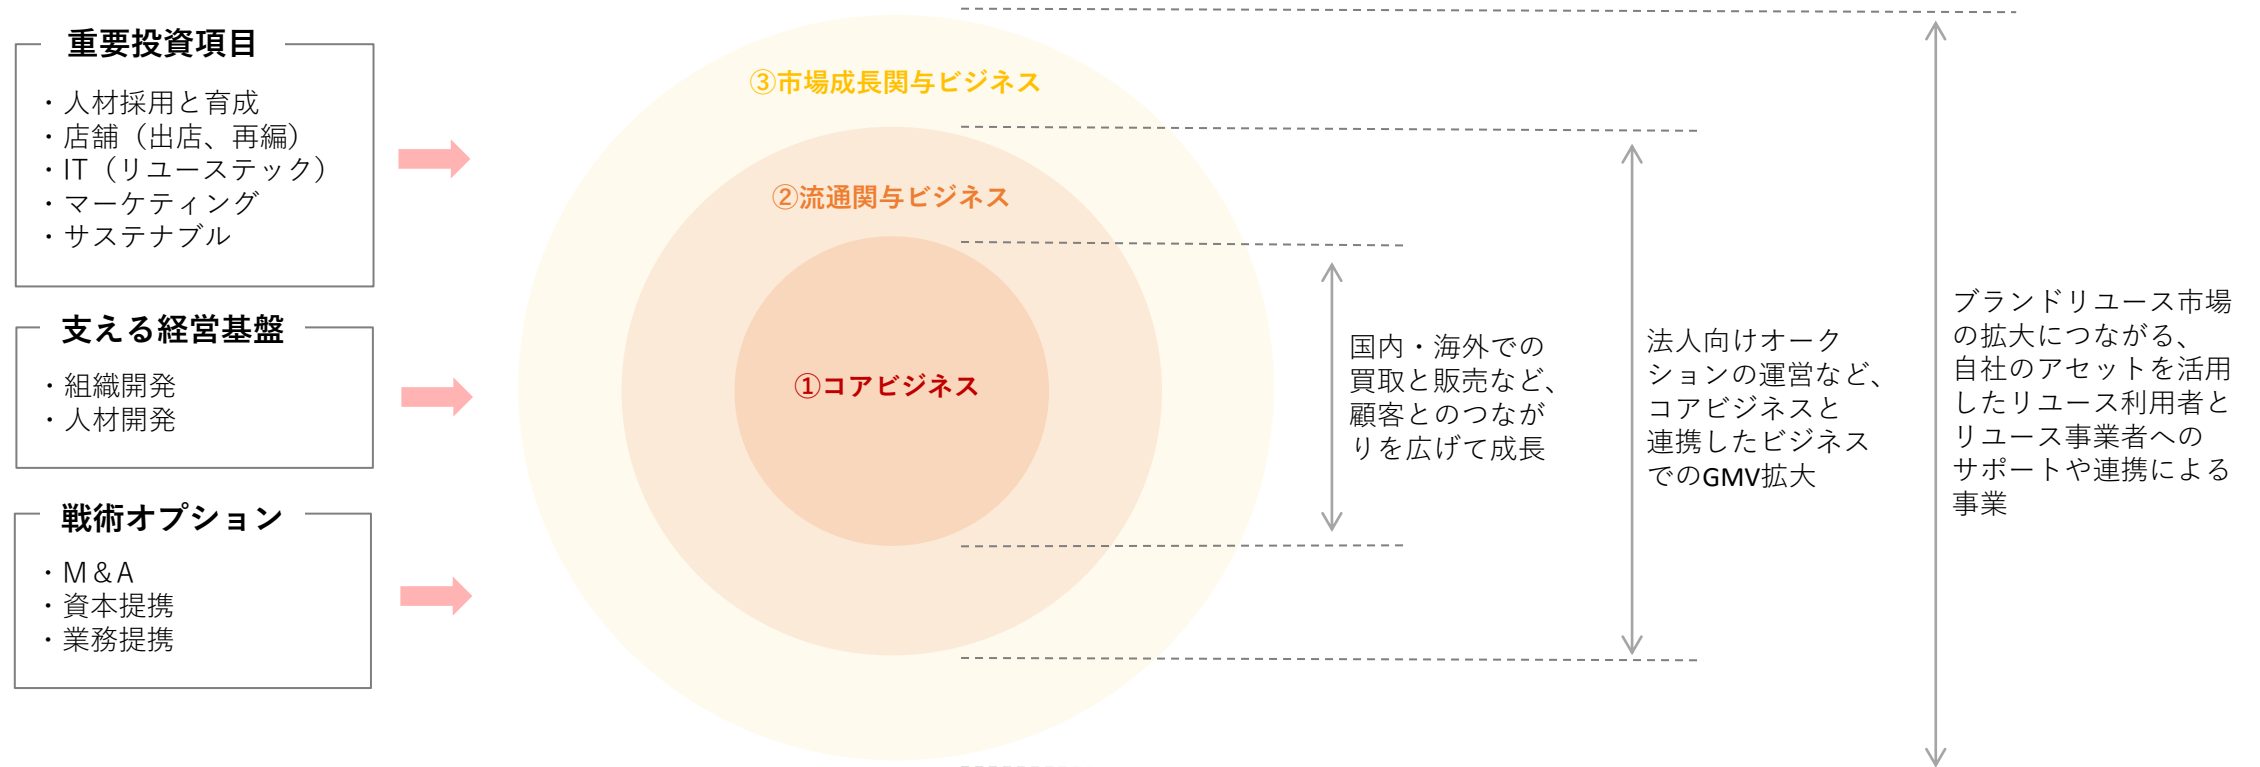 重要投資項目
・人材採用と育成
・店舗（出店、再編）
・IT（リユーステック）
・マーケティング
・サステナブル
支える経営基盤
・組織開発
・人材開発
戦術オプション
・M＆A
・資本提携
・業務提携
③市場成長関与ビジネス
②流通関与ビジネス
①コアビジネス
国内・海外での
買取と販売など、
顧客とのつなが
りを広げて成長
法人向けオーク
ションの運営など、
コアビジネスと
連携したビジネス
でのGMV拡大
ブランドリユース市場
の拡大につながる、
自社のアセットを活用
したリユース利用者と
リユース事業者への
サポートや連携による
事業